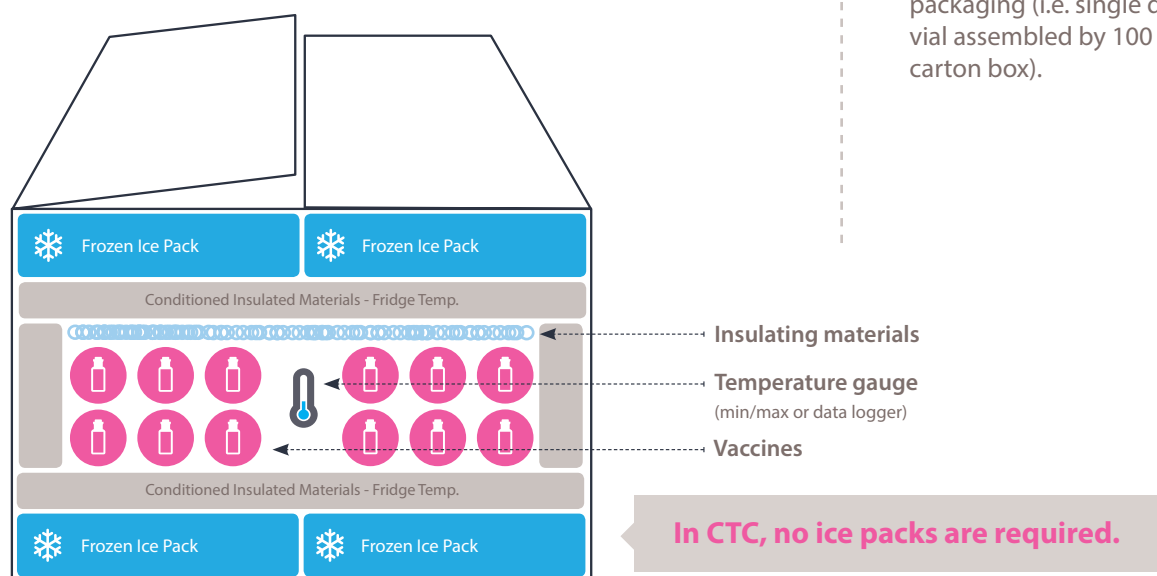 packaging (i.e. single d
vial assembled by 100
carton box).
Frozen Ice Pack
Frozen Ice Pack
Conditioned Insulated Materials - Fridge Temp.
Insulating materials
Temperature gauge
(min/max or data logger)
Vaccines
Conditioned Insulated Materials - Fridge Temp.
Frozen Ice Pack
Frozen Ice Pack
In CTC, no ice packs are required.